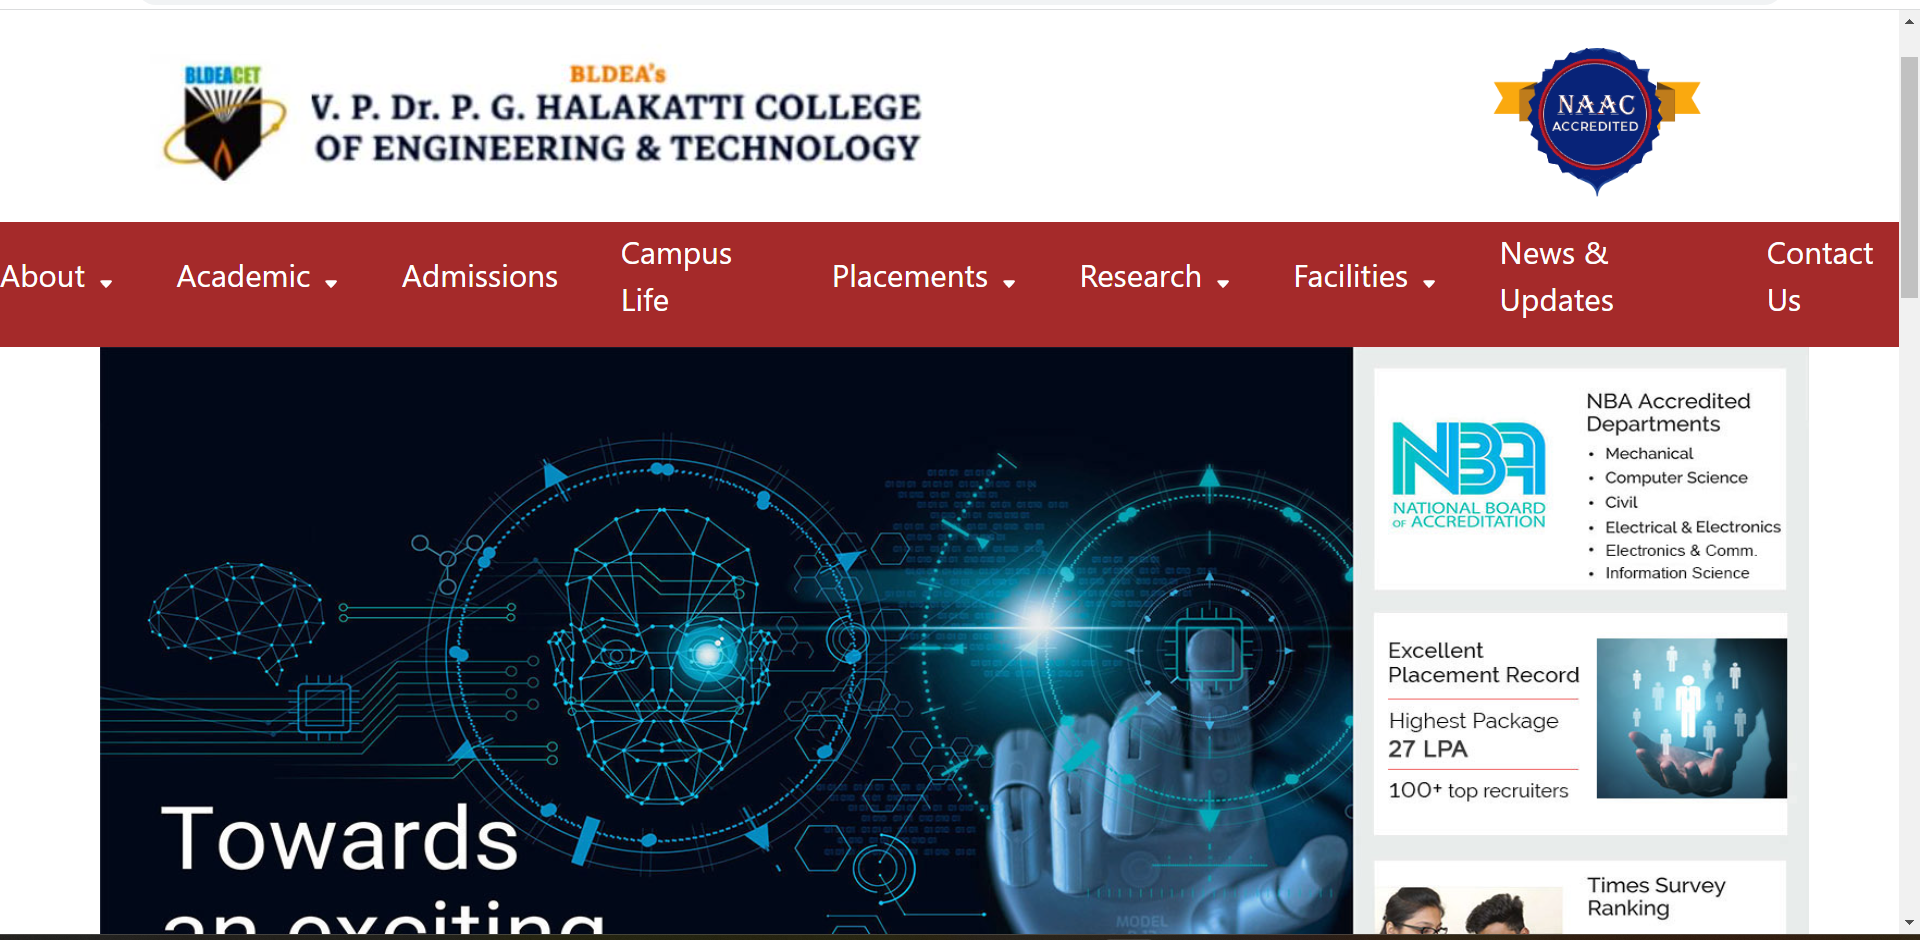 BLDEACET
BLDEA's
V. P. Dr. P. G. HALAKATTI COLLEGE
OF ENGINEERING & TECHNOLOGY
NAAC
ACCREDITED
About
Academic
Admissions
Campus
Life
Placements
Research
Facilities
News &
Updates
Contact
Us
Towards
an exciting
MODEL
NBA
NATIONAL BOARD
OF ACCREDITATION
NBA Accredited
Departments
• Mechanical
• Computer Science
• Civil
• Electrical & Electronics
• Electronics & Comm.
• Information Science
Excellent
Placement Record
Highest Package
27 LPA
100+ top recruiters
Times Survey
Ranking